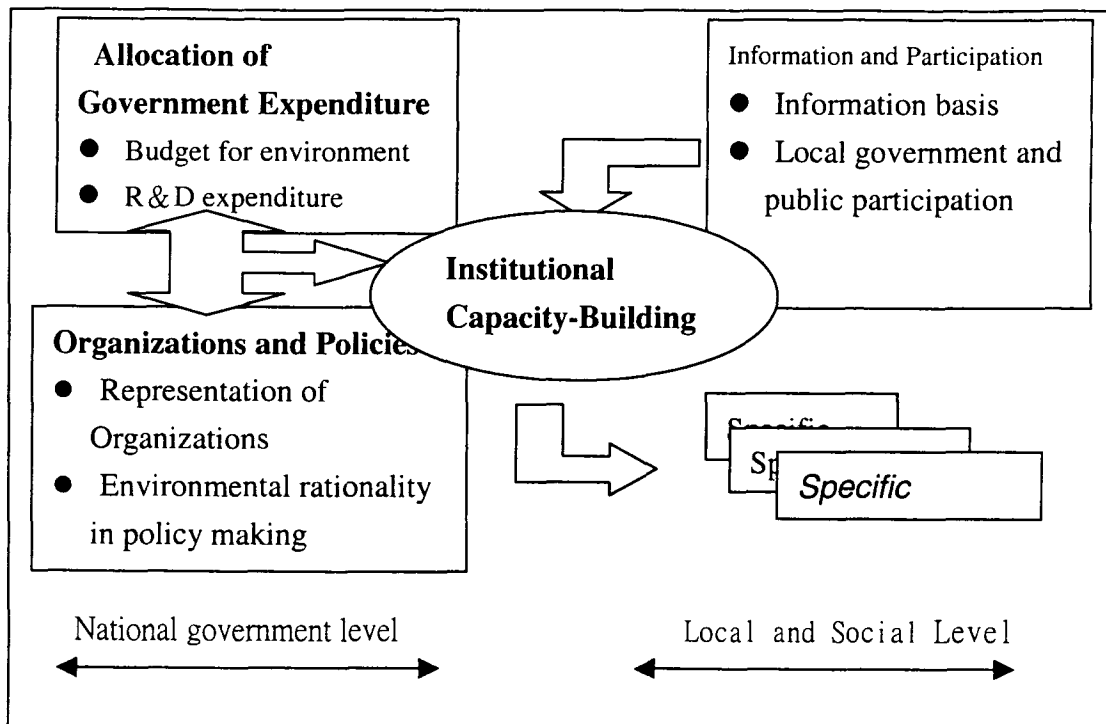 Allocation of
Government Expenditure
● Budget for environment
● R&D expenditure
Information and Participation
● Information basis
● Local government and
public participation
Institutional
Capacity-Building
Organizations and Policies
● Representation of
Organizations
● Environmental rationality
in policy making
Specific
Specific
National government level
Local and Social Level